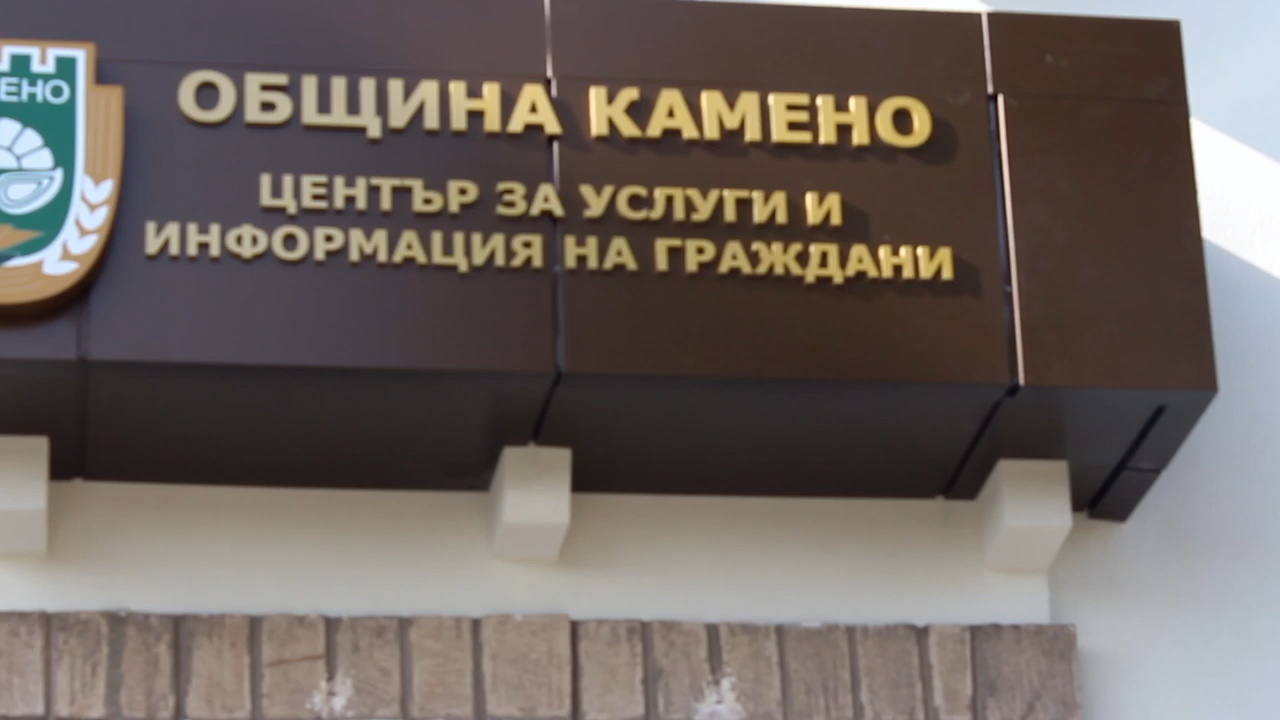 ЕНО
ОБЩИНА КАМЕНО
ЦЕНТЪР ЗА УСЛУГИ И
ИНФОРМАЦИЯ НА ГРАЖДАНИ